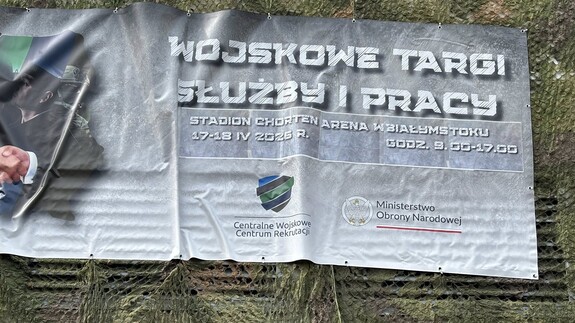 WOJSKOWE TARGI
SŁUŻBY I PRACY
STADION CHORTEN ARENA W BIAŁYMSTOKU
17-18 IV 2026 R. GODZ. 9.00-17.00
Centralne Wojskowe
Centrum Rekrutacji
Ministerstwo
Obrony Narodowej